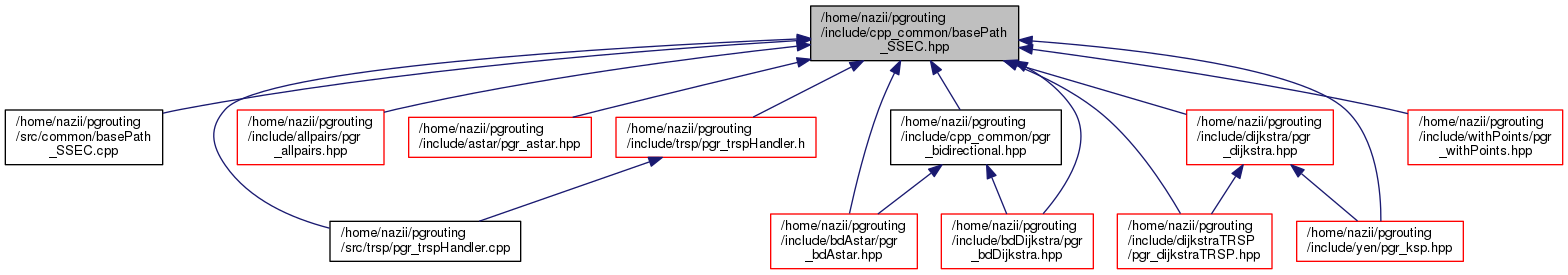 /home/nazii/pgrouting
/include/cpp_common/basePath
_SSEC.hpp
/home/nazii/pgrouting
/src/common/basePath
_SSEC.cpp
/home/nazii/pgrouting
/include/allpairs/pgr
_allpairs.hpp
/home/nazii/pgrouting
/include/astar/pgr_astar.hpp
/home/nazii/pgrouting
/include/trsp/pgr_trspHandler.h
/home/nazii/pgrouting
/include/cpp_common/pgr
_bidirectional.hpp
/home/nazii/pgrouting
/include/dijkstra/pgr
_dijkstra.hpp
/home/nazii/pgrouting
/include/withPoints/pgr
_withPoints.hpp
/home/nazii/pgrouting
/src/trsp/pgr_trspHandler.cpp
/home/nazii/pgrouting
/include/bdAstar/pgr
_bdAstar.hpp
/home/nazii/pgrouting
/include/bdDijkstra/pgr
_bdDijkstra.hpp
/home/nazii/pgrouting
/include/dijkstraTRSP
/pgr_dijkstraTRSP.hpp
/home/nazii/pgrouting
/include/yen/pgr_ksp.hpp